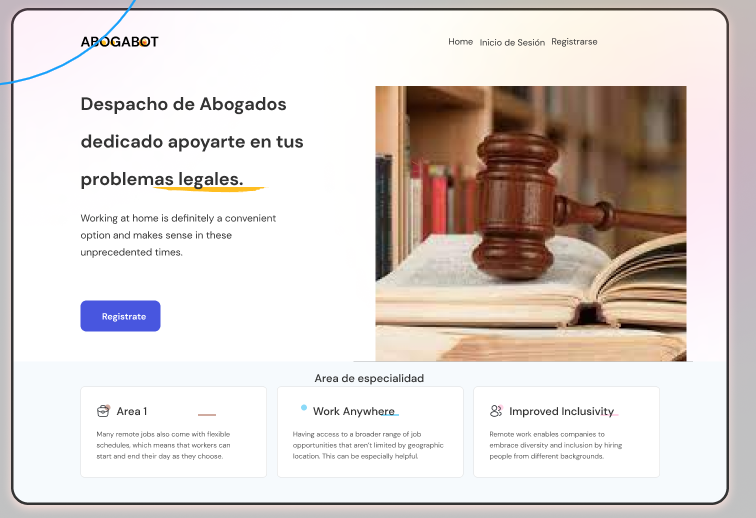 ABOGABOT
Home Inicio de Sesión Registrarse
Despacho de Abogados
dedicado apoyarte en tus
problemas legales.
Working at home is definitely a convenient
option and makes sense in these
unprecedented times.
Registrate
Area de especialidad
Area 1
Many remote jobs also come with flexible
schedules, which means that workers can
start and end their day as they choose.
Work Anywhere
Having access to a broader range of job
opportunities that aren't limited by geographic
location. This can be especially helpful.
Improved Inclusivity
Remote work enables companies to
embrace diversity and inclusion by hiring
people from different backgrounds.